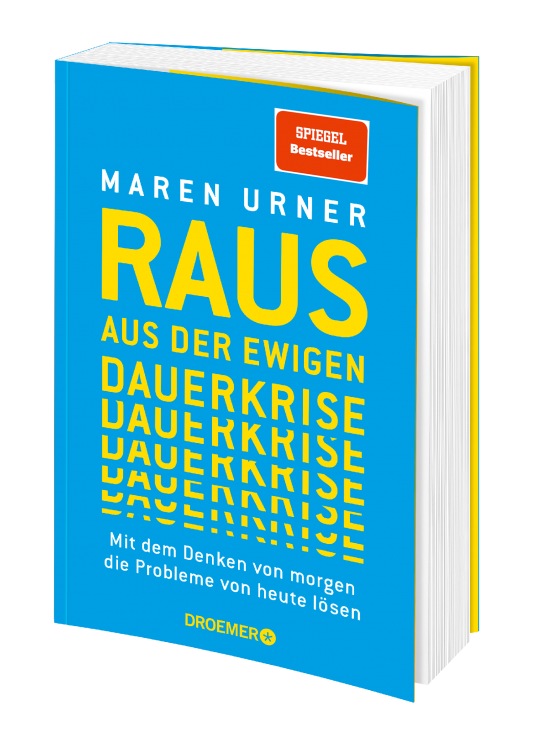 SPIEGEL
Bestseller
MAREN URNER
RAUS
AUS DER EWIGEN
DAUERKRISE
DAUERKRISE
DAUERKRISE
DAUERKRISE
DAUERKRISE
Mit dem Denken von morgen
die Probleme von heute lösen
DROEMER